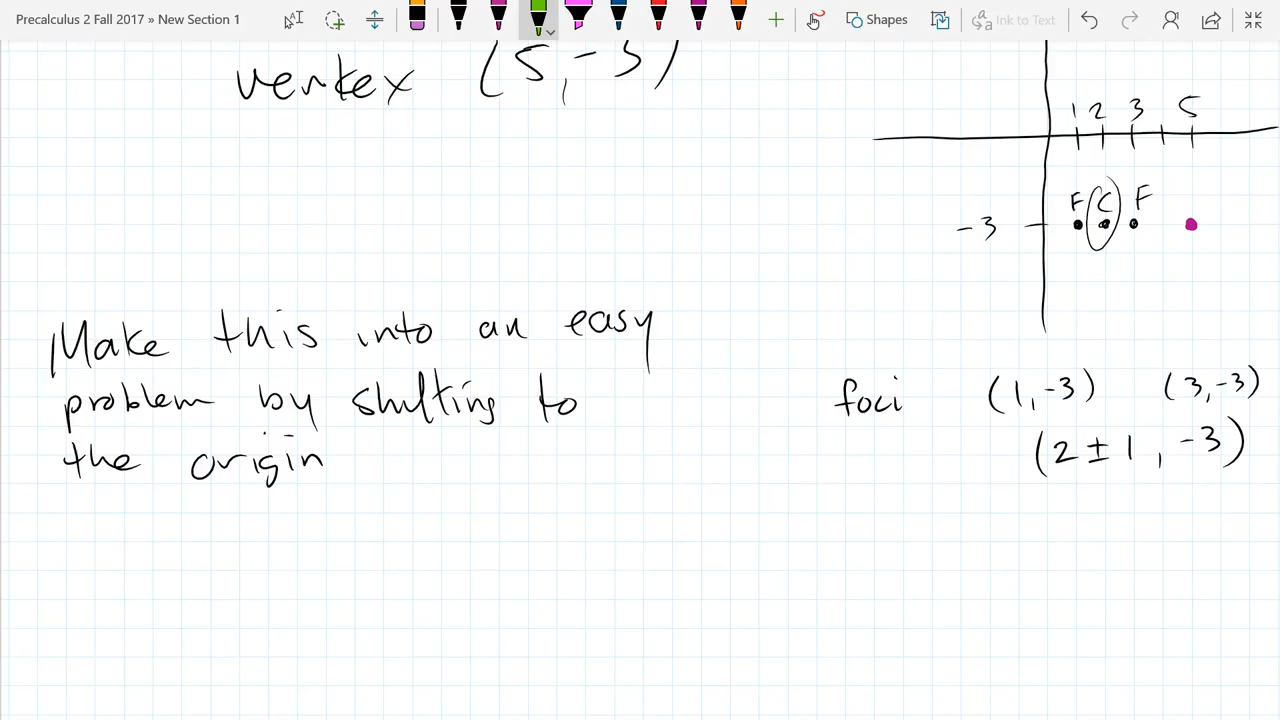 Precalculus 2 Fall 2017 » New Section 1
Shapes
Ink to Text
vertex (5,-3)
1 2 3 5
F C F
-3
Make this into an easy
problem by shifting to
the origin
foci (1,-3) (3,-3)
(2±1, -3)